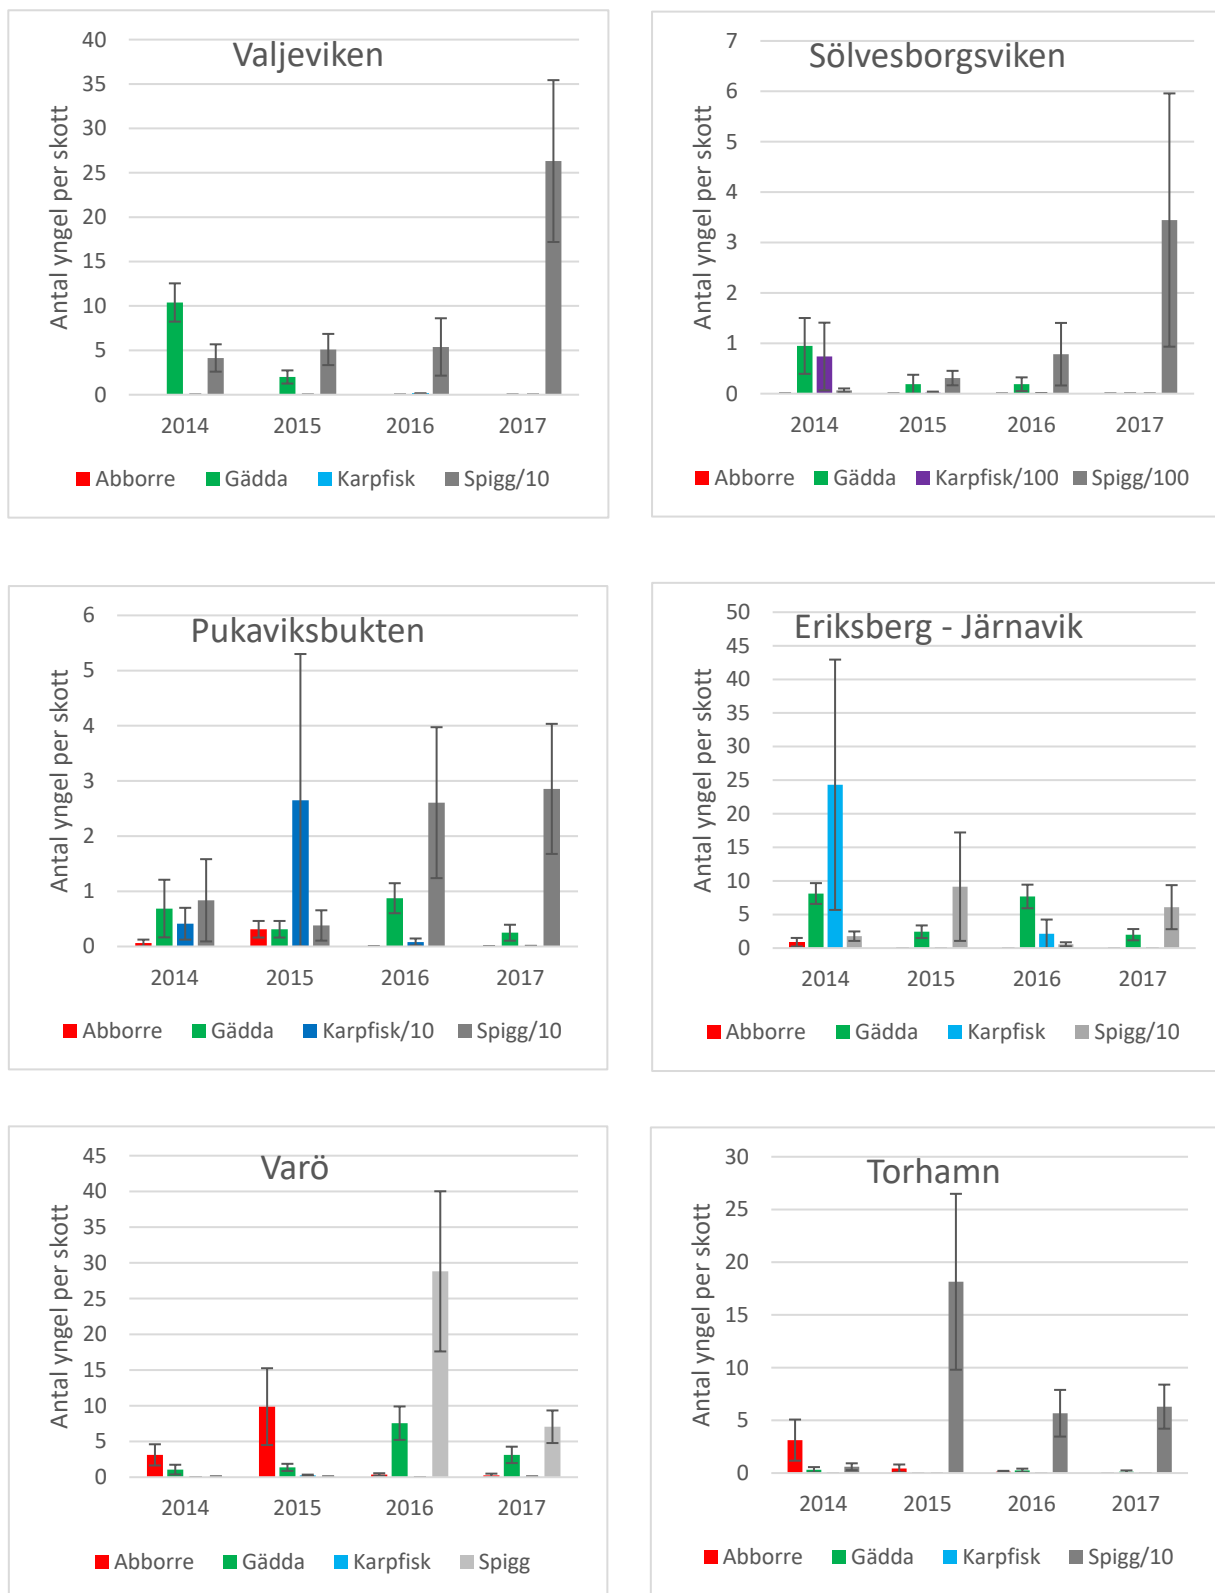 Valjeviken
Antal yngel per skott
40
35
30
25
20
15
10
5
0
2014 2015 2016 2017
Abborre Gädda Karpfisk Spigg/10
Sölvesborgsviken
Antal yngel per skott
7
6
5
4
3
2
1
0
2014 2015 2016 2017
Abborre Gädda Karpfisk/100 Spigg/100
Pukaviksbukten
Antal yngel per skott
6
5
4
3
2
1
0
2014 2015 2016 2017
Abborre Gädda Karpfisk/10 Spigg/10
Eriksberg - Järnavik
Antal yngel per skott
50
45
40
35
30
25
20
15
10
5
0
2014 2015 2016 2017
Abborre Gädda Karpfisk Spigg/10
Varö
Antal yngel per skott
45
40
35
30
25
20
15
10
5
0
2014 2015 2016 2017
Abborre Gädda Karpfisk Spigg
Torhamn
Antal yngel per skott
30
25
20
15
10
5
0
2014 2015 2016 2017
Abborre Gädda Karpfisk Spigg/10